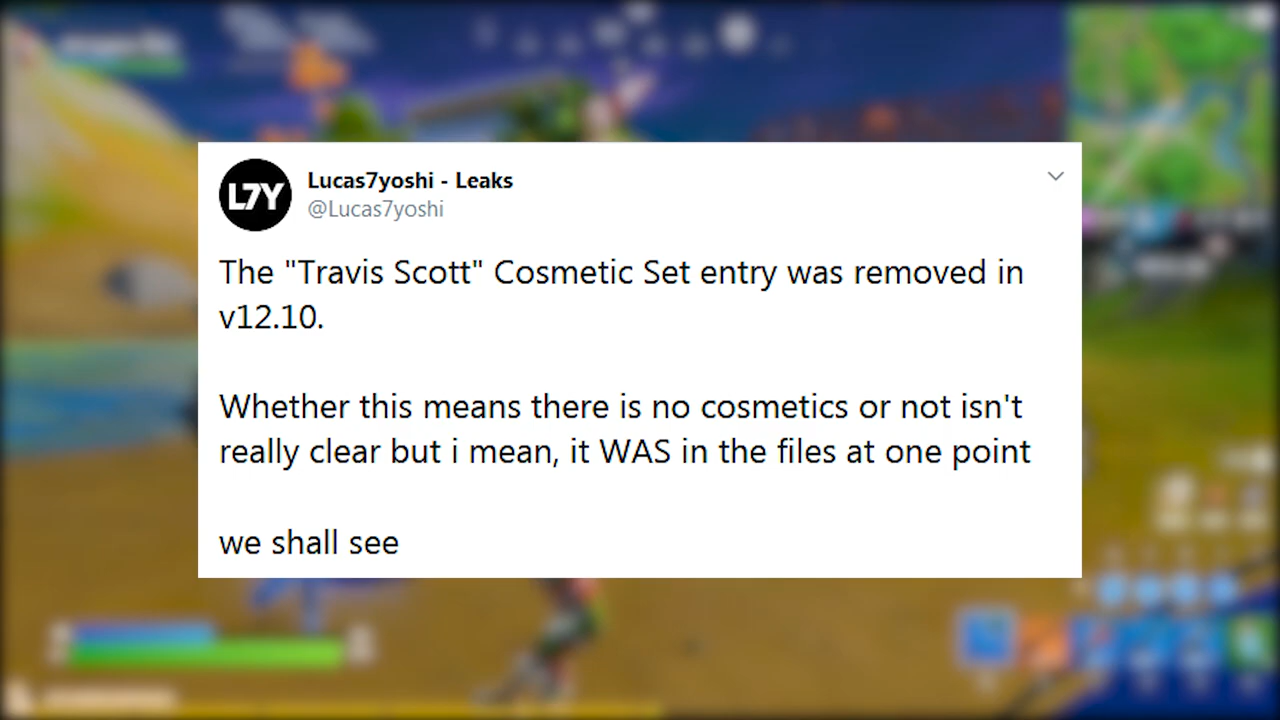 L7Y
Lucas7yoshi - Leaks
@Lucas7yoshi
The "Travis Scott" Cosmetic Set entry was removed in
v12.10.
Whether this means there is no cosmetics or not isn't
really clear but i mean, it WAS in the files at one point
we shall see